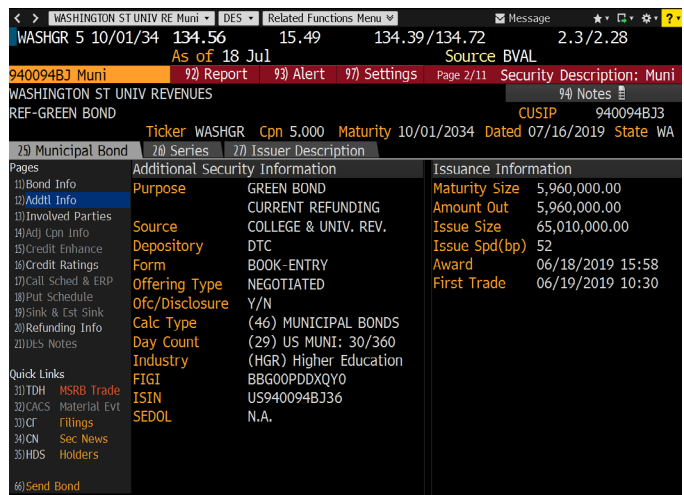 < > WASHINGTON ST UNIV RE Muni DES Related Functions Menu Message ?
WASHGR 5 10/01/34 134.56 15.49 134.39/134.72 2.3/2.28
As of 18 Jul Source BVAL
940094BJ Muni 92) Report 93) Alert 97) Settings Page 2/11 Security Description: Muni
WASHINGTON ST UNIV REVENUES 94) Notes
REF-GREEN BOND CUSIP 940094BJ3
Ticker WASHGR Cpn 5.000 Maturity 10/01/2034 Dated 07/16/2019 State WA
25) Municipal Bond 26) Series 27) Issuer Description
Pages Additional Security Information Issuance Information
11) Bond Info Purpose GREEN BOND Maturity Size 5,960,000.00
12) Addtl Info CURRENT REFUNDING Amount Out 5,960,000.00
13) Involved Parties Source COLLEGE & UNIV. REV. Issue Size 65,010,000.00
14) Adj Cpn Info Depository DTC Issue Spd(bp) 52
15) Credit Enhance Form BOOK-ENTRY Award 06/18/2019 15:58
16) Credit Ratings Offering Type NEGOTIATED First Trade 06/19/2019 10:30
17) Call Sched & ERP Ofc/Disclosure Y/N
18) Put Schedule Calc Type (46) MUNICIPAL BONDS
19) Sink & Est Sink Day Count (29) US MUNI: 30/360
20) Refunding Info Industry (HGR) Higher Education
21) DES Notes FIGI BBG00PDDXQY0
Quick Links ISIN US940094BJ36
31) TDH MSRB Trade SEDOL N.A.
32) CACS Material Evt
33) CF Filings
34) CN Sec News
35) HDS Holders
66) Send Bond